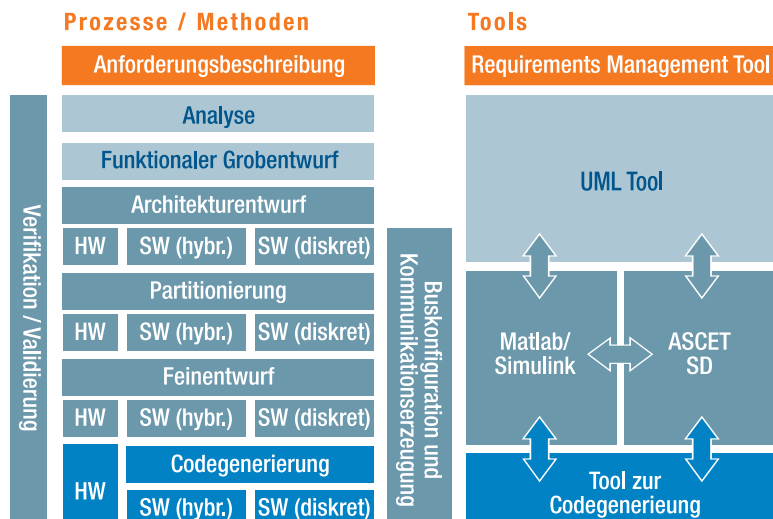 Prozesse / Methoden
Anforderungsbeschreibung
Verifikation / Validierung
Analyse
Funktionaler Grobentwurf
Architekturentwurf
HW
SW (hybr.)
SW (diskret)
Partitionierung
HW
SW (hybr.)
SW (diskret)
Feinentwurf
HW
SW (hybr.)
SW (diskret)
Codegenerierung
HW
SW (hybr.)
SW (diskret)
Buskonfiguration und
Kommunikationserzeugung
Tools
Requirements Management Tool
UML Tool
Matlab/
Simulink
ASCET
SD
Tool zur
Codegenerieung